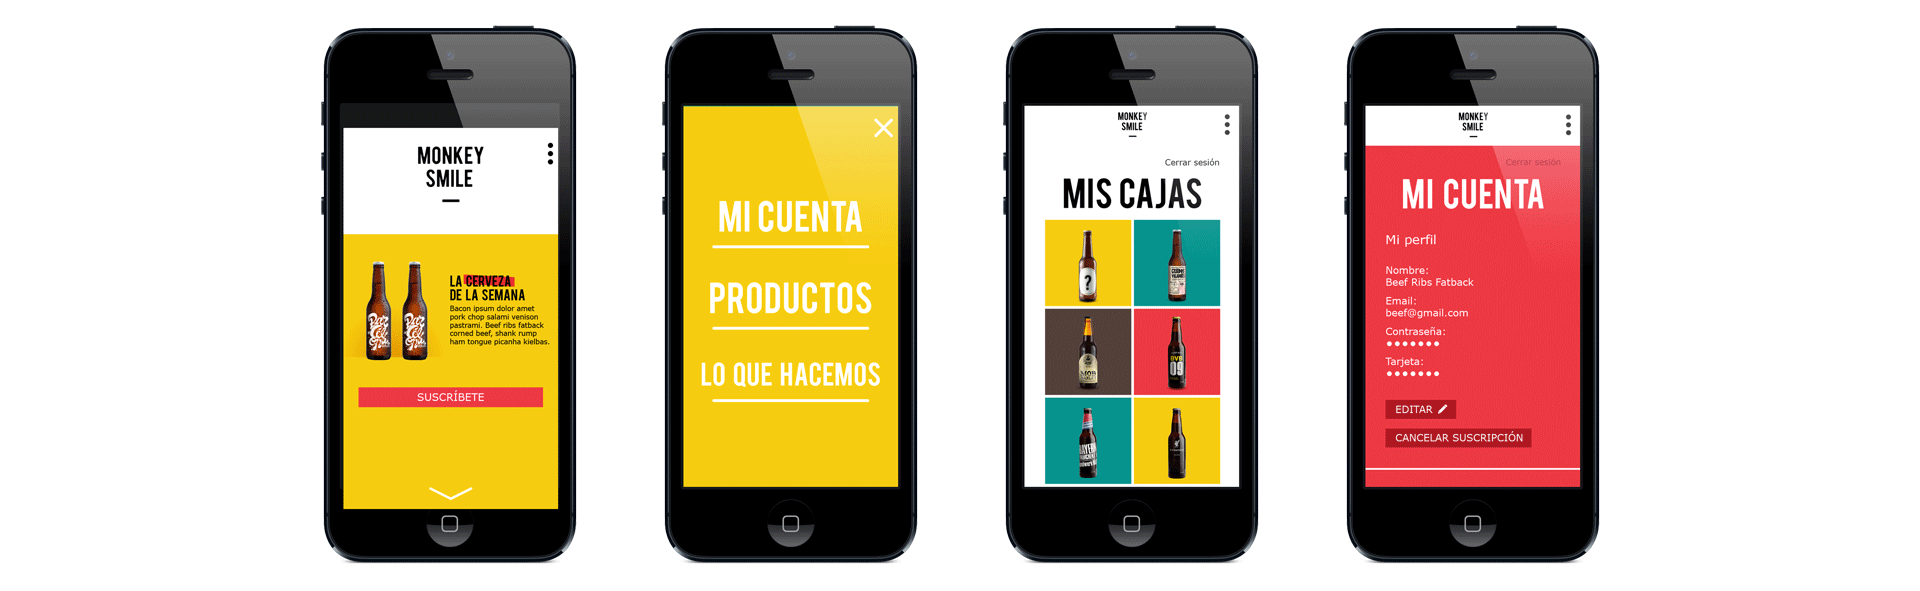 MONKEY
SMILE
LA CERVEZA
DE LA SEMANA
Bacon ipsum dolor amet
pork chop salami venison
pastrami. Beef ribs fatback
corned beef, shank rump
ham tongue picanha kielbas.
SUSCRÍBETE
MI CUENTA
PRODUCTOS
LO QUE HACEMOS
MONKEY
SMILE
Cerrar sesión
MIS CAJAS
?
09
MONKEY
SMILE
Cerrar sesión
MI CUENTA
Mi perfil
Nombre:
Beef Ribs Fatback
Email:
beef@gmail.com
Contraseña:
●●●●●●●
Tarjeta:
●●●●●●●
EDITAR
CANCELAR SUSCRIPCIÓN